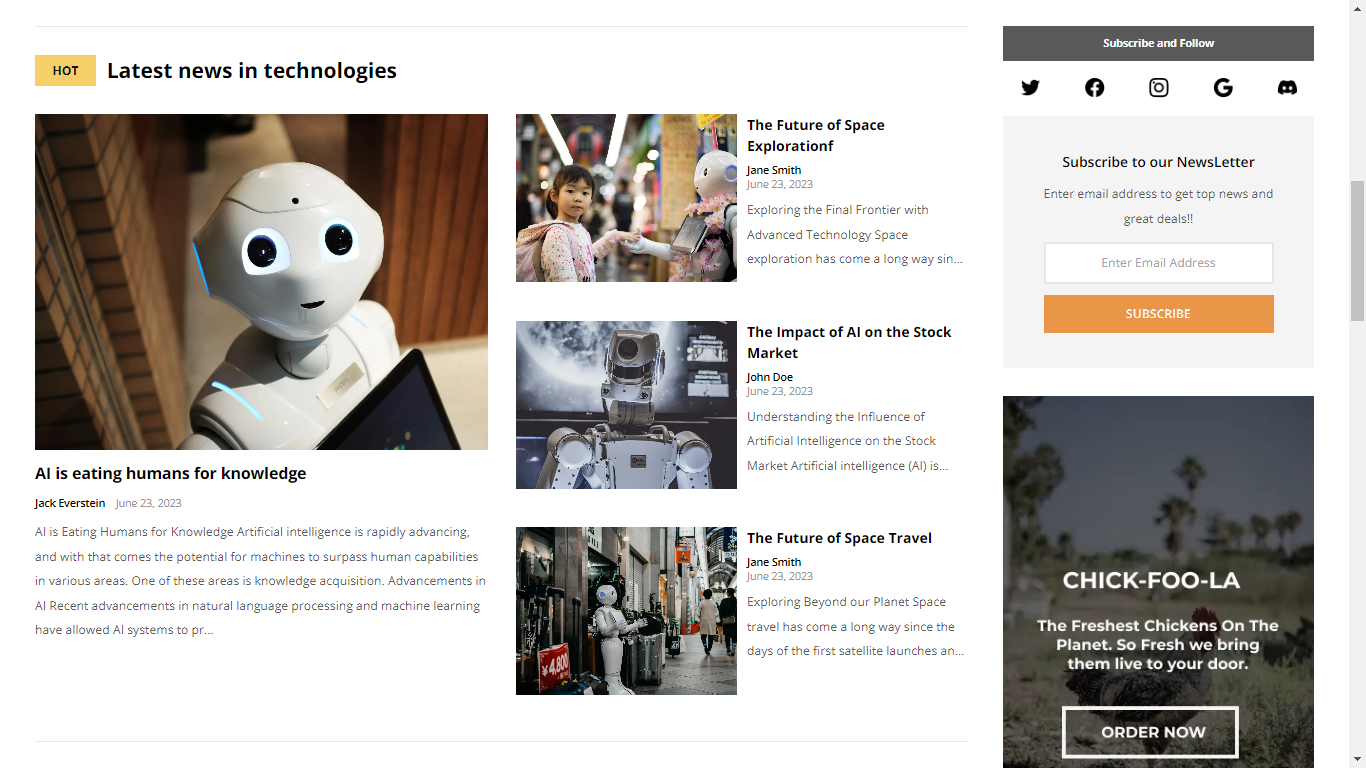 HOT
Latest news in technologies
AI is eating humans for knowledge
Jack Everstein June 23, 2023
AI is Eating Humans for Knowledge Artificial intelligence is rapidly advancing,
and with that comes the potential for machines to surpass human capabilities
in various areas. One of these areas is knowledge acquisition. Advancements in
AI Recent advancements in natural language processing and machine learning
have allowed AI systems to pr...
The Future of Space
Explorationf
Jane Smith
June 23, 2023
Exploring the Final Frontier with
Advanced Technology Space
exploration has come a long way sin...
The Impact of AI on the Stock
Market
John Doe
June 23, 2023
Understanding the Influence of
Artificial Intelligence on the Stock
Market Artificial intelligence (AI) is...
¥4,800
The Future of Space Travel
Jane Smith
June 23, 2023
Exploring Beyond our Planet Space
travel has come a long way since the
days of the first satellite launches an...
Subscribe and Follow
Subscribe to our NewsLetter
Enter email address to get top news and
great deals!!
Enter Email Address
SUBSCRIBE
CHICK-FOO-LA
The Freshest Chickens On The
Planet. So Fresh we bring
them live to your door.
ORDER NOW